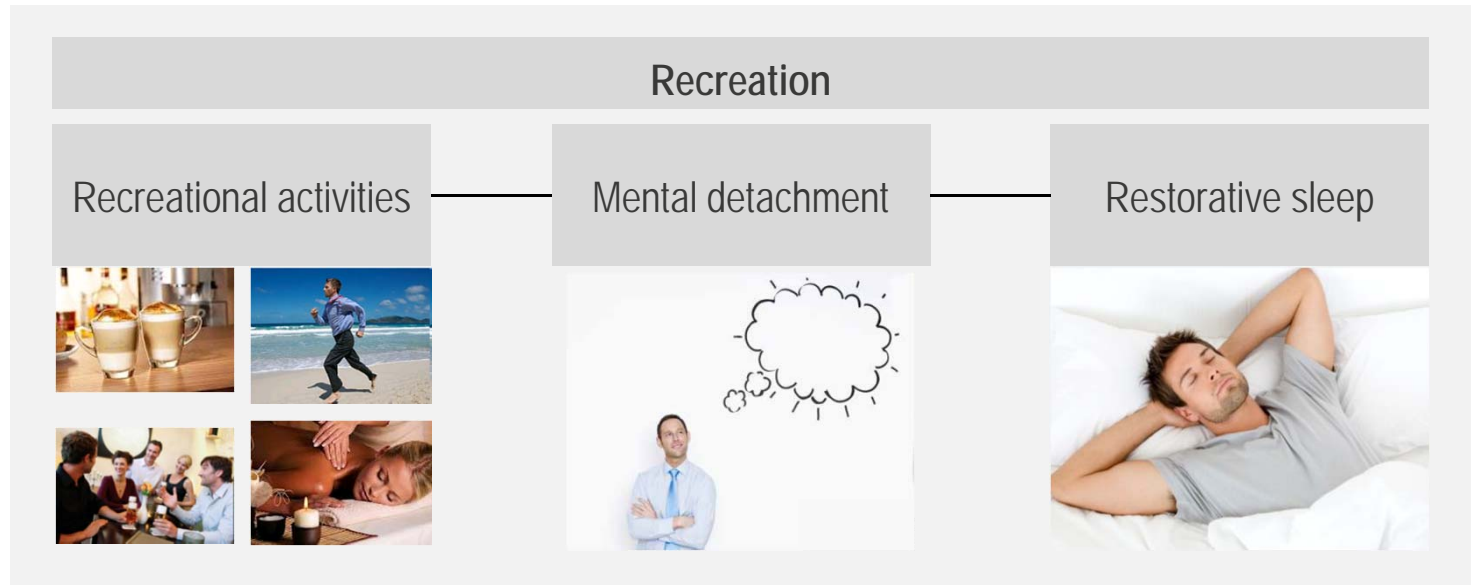 Recreation
Recreational activities
Mental detachment
Restorative sleep